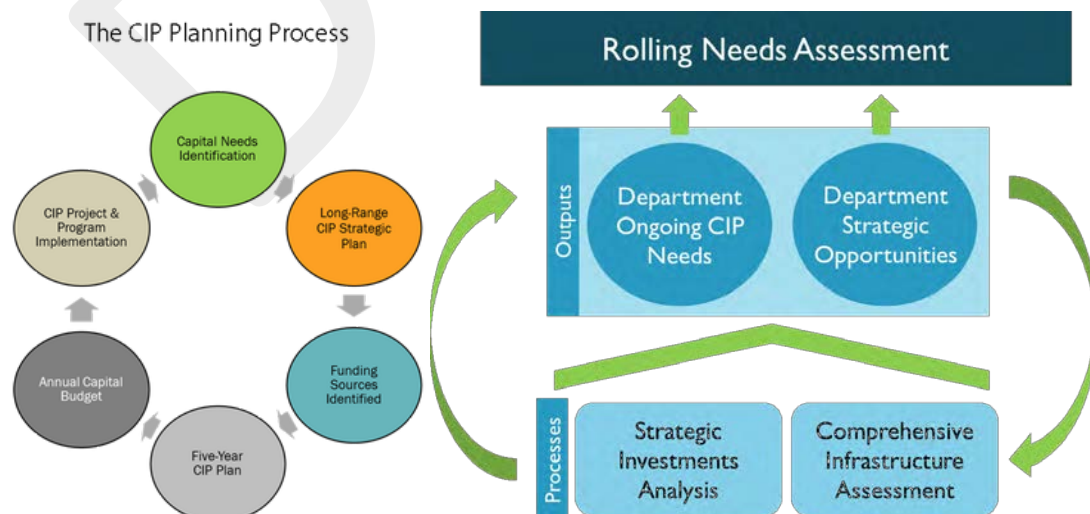 The CIP Planning Process
Capital Needs
Identification
Long-Range
CIP Strategic
Plan
Funding
Sources
Identified
Five-Year
CIP Plan
Annual Capital
Budget
CIP Project &
Program
Implementation
Rolling Needs Assessment
Outputs
Department
Ongoing CIP
Needs
Department
Strategic
Opportunities
Processes
Strategic
Investments
Analysis
Comprehensive
Infrastructure
Assessment